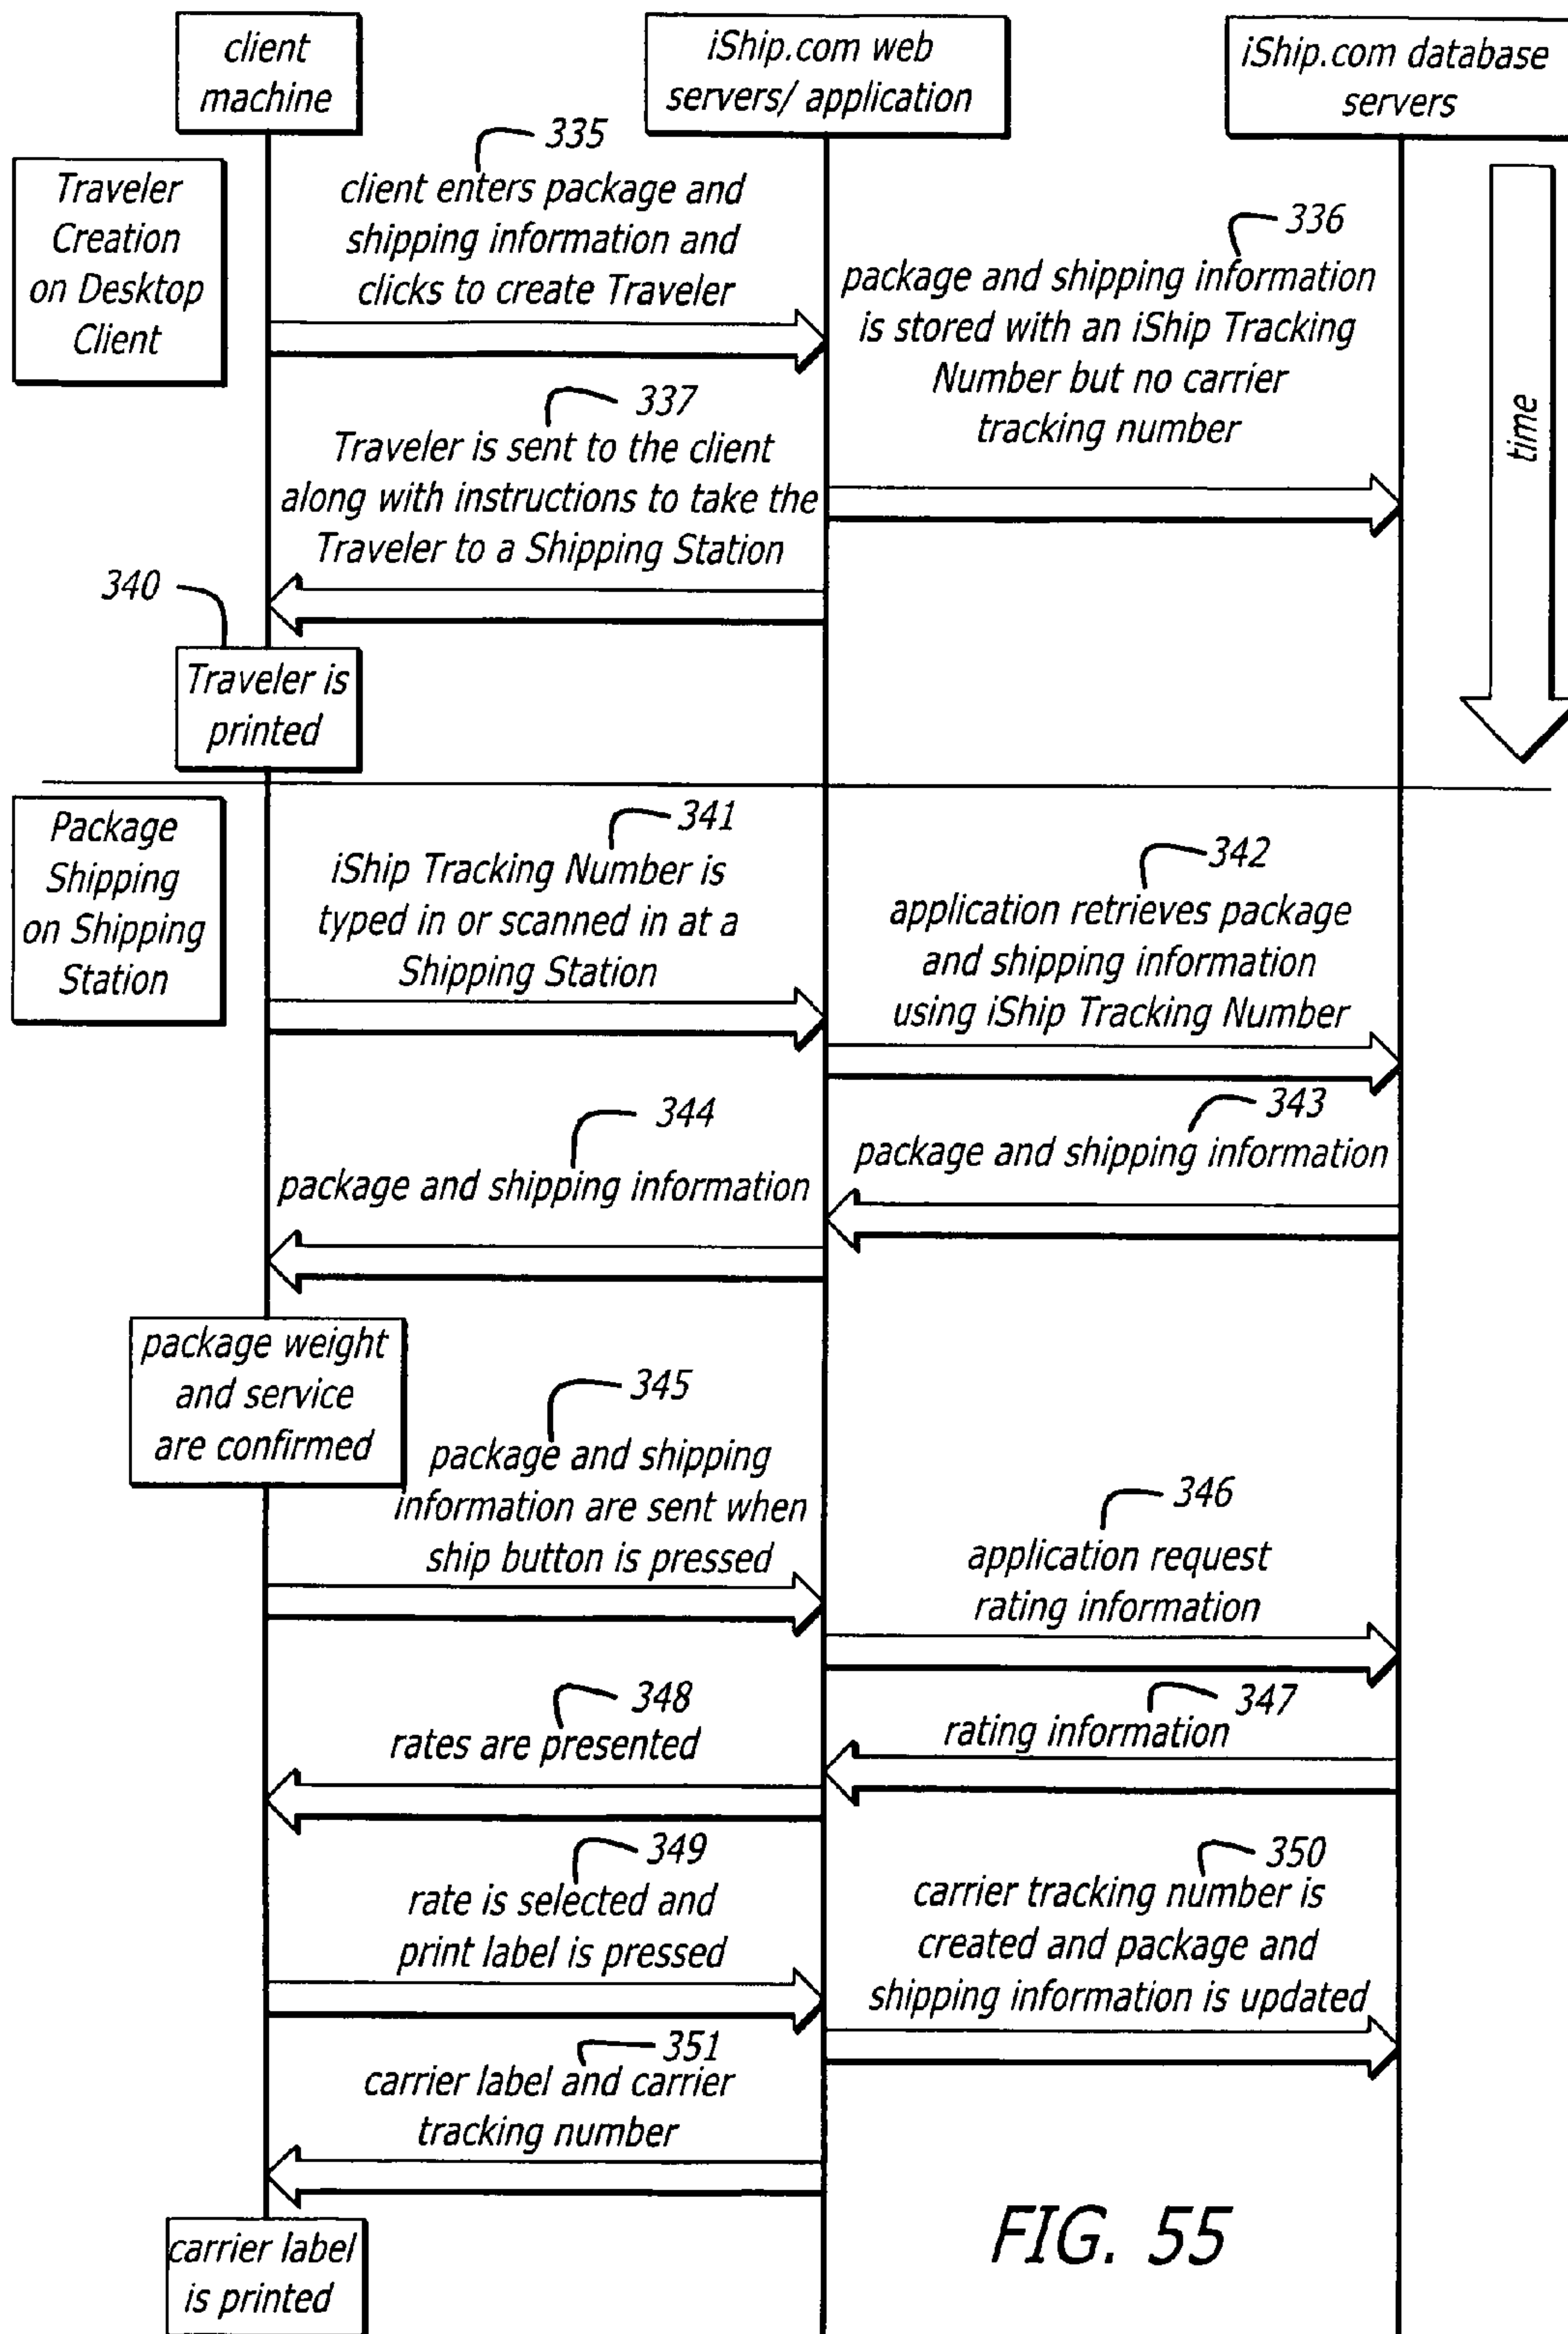 client
machine
iShip.com web
servers/ application
iShip.com database
servers
Traveler
Creation
on Desktop
Client
335
client enters package and
shipping information and
clicks to create Traveler
336
package and shipping information
is stored with an iShip Tracking
Number but no carrier
tracking number
time
337
Traveler is sent to the client
along with instructions to take the
Traveler to a Shipping Station
340
Traveler is
printed
Package
Shipping
on Shipping
Station
341
iShip Tracking Number is
typed in or scanned in at a
Shipping Station
342
application retrieves package
and shipping information
using iShip Tracking Number
343
package and shipping information
344
package and shipping information
package weight
and service
are confirmed
345
package and shipping
information are sent when
ship button is pressed
346
application request
rating information
347
rating information
348
rates are presented
349
rate is selected and
print label is pressed
350
carrier tracking number is
created and package and
shipping information is updated
351
carrier label and carrier
tracking number
carrier label
is printed
FIG. 55